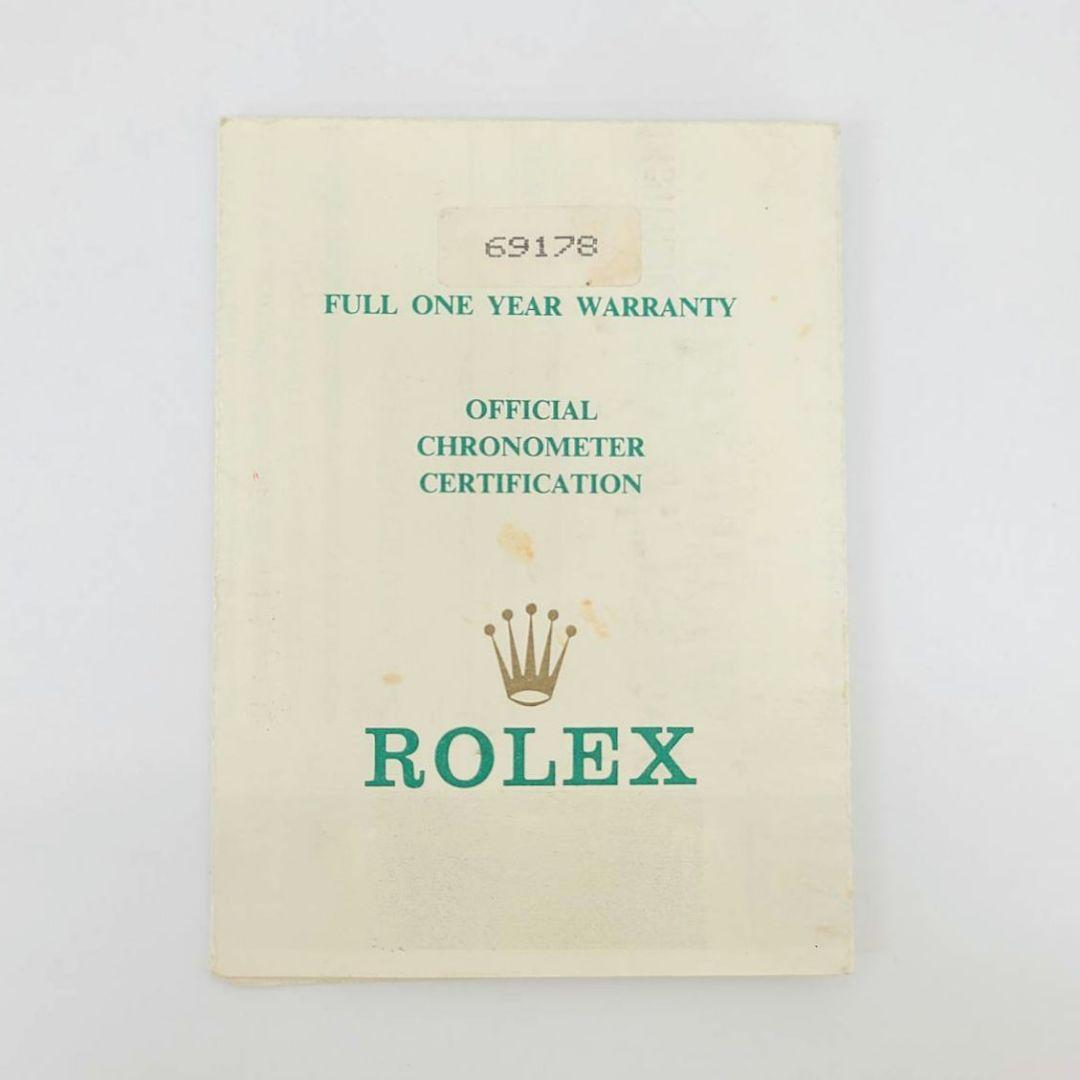 69178
FULL ONE YEAR WARRANTY
OFFICIAL
CHRONOMETER
CERTIFICATION
ROLEX